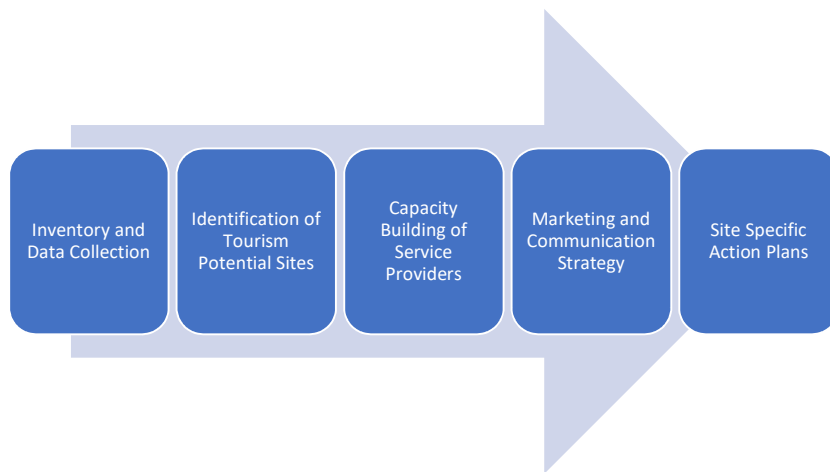 Inventory and
Data Collection
Identification of
Tourism
Potential Sites
Capacity
Building of
Service
Providers
Marketing and
Communication
Strategy
Site Specific
Action Plans